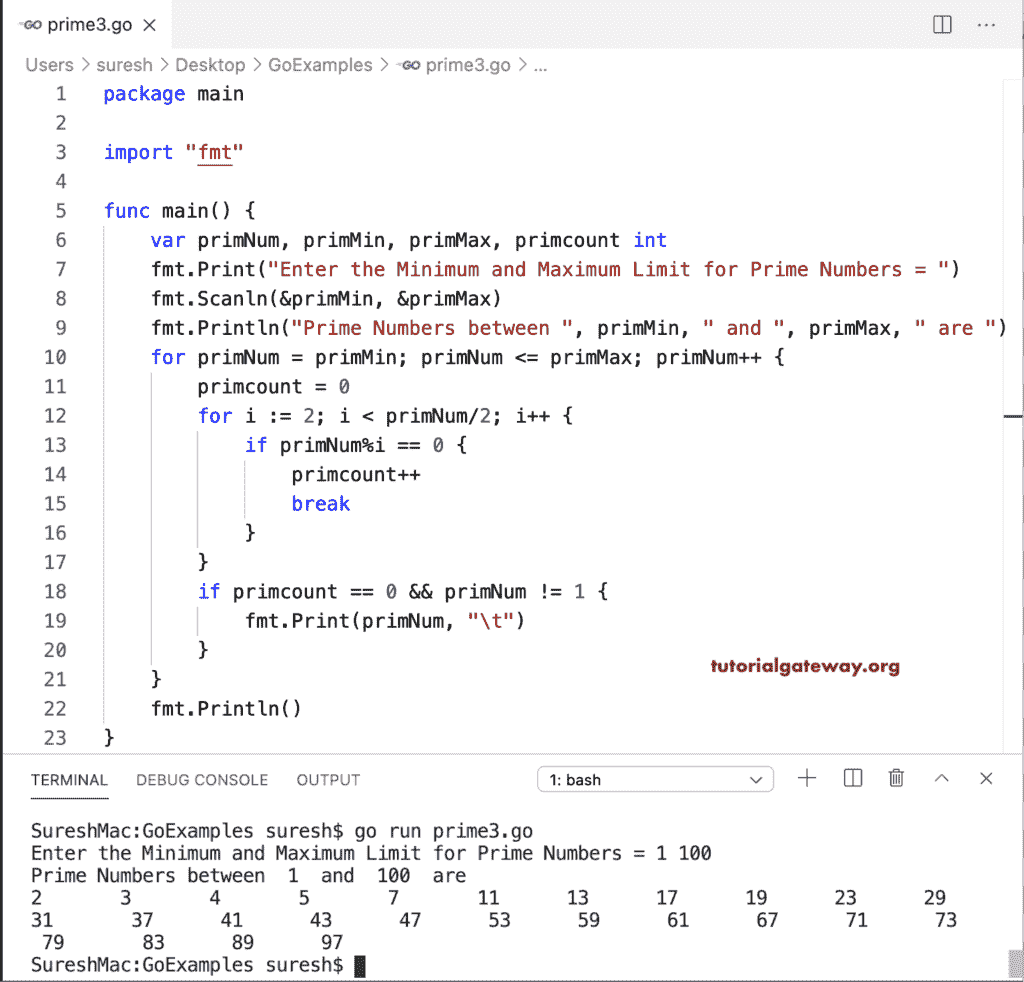 GO prime3.go ×
Users > suresh > Desktop > GoExamples > GO prime3.go > ...
1 package main
2
3 import "fmt"
4
5 func main() {
6     var primNum, primMin, primMax, primcount int
7     fmt.Print("Enter the Minimum and Maximum Limit for Prime Numbers = ")
8     fmt.Scanln(&primMin, &primMax)
9     fmt.Println("Prime Numbers between ", primMin, " and ", primMax, " are ")
10     for primNum = primMin; primNum <= primMax; primNum++ {
11         primcount = 0
12         for i := 2; i < primNum/2; i++ {
13             if primNum%i == 0 {
14                 primcount++
15                 break
16             }
17         }
18         if primcount == 0 && primNum != 1 {
19             fmt.Print(primNum, "\t")
20         }
tutorialgateway.org
21     }
22     fmt.Println()
23 }
TERMINAL DEBUG CONSOLE OUTPUT 1: bash
SureshMac:GoExamples suresh$ go run prime3.go
Enter the Minimum and Maximum Limit for Prime Numbers = 1 100
Prime Numbers between  1  and  100  are
2 3 4 5 7 11 13 17 19 23 29
31 37 41 43 47 53 59 61 67 71 73
79 83 89 97
SureshMac:GoExamples suresh$